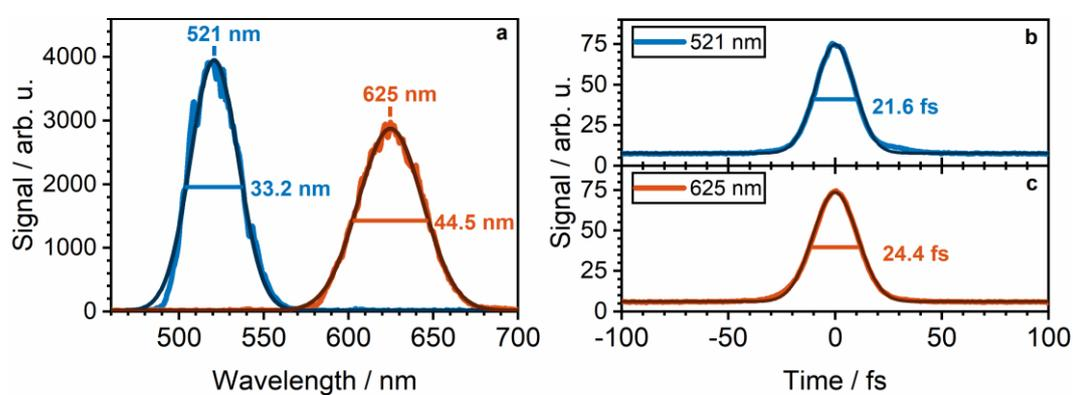 a
521 nm
625 nm
33.2 nm
44.5 nm
Signal / arb. u.
4000
3000
2000
1000
0
500
550
600
650
700
Wavelength / nm
b
521 nm
21.6 fs
Signal / arb. u.
75
50
25
0
c
625 nm
24.4 fs
75
50
25
0
-100
-50
0
50
100
Time / fs